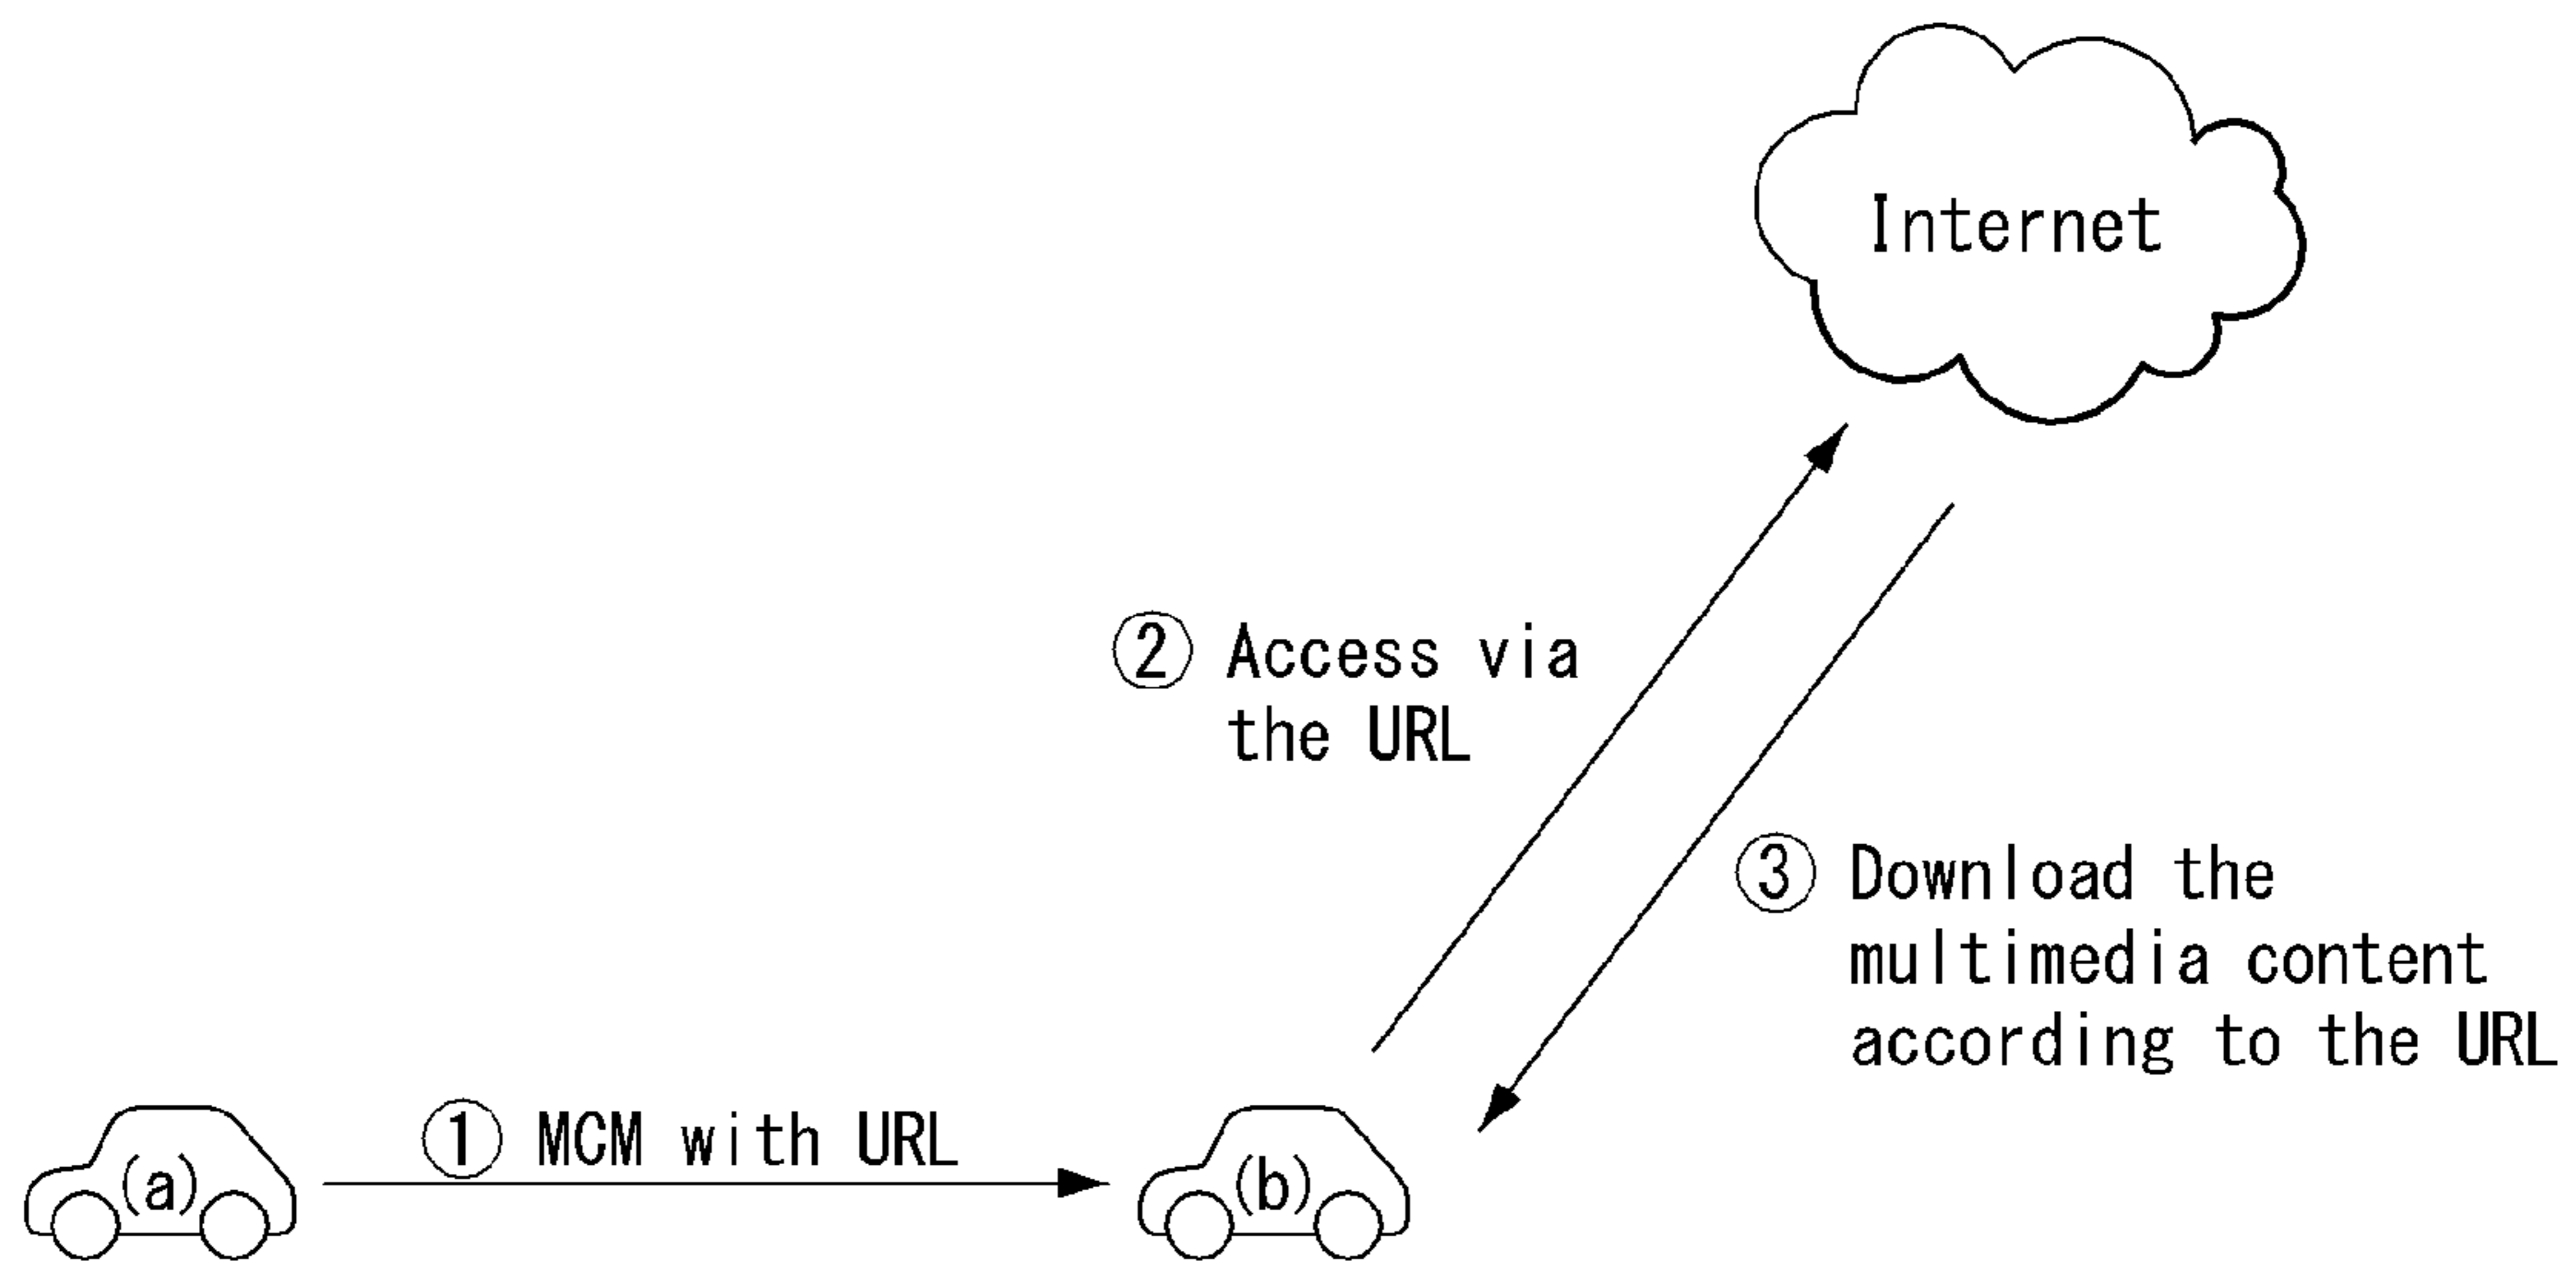 Internet
② Access via
the URL
③ Download the
multimedia content
according to the URL
① MCM with URL
(a)
(b)